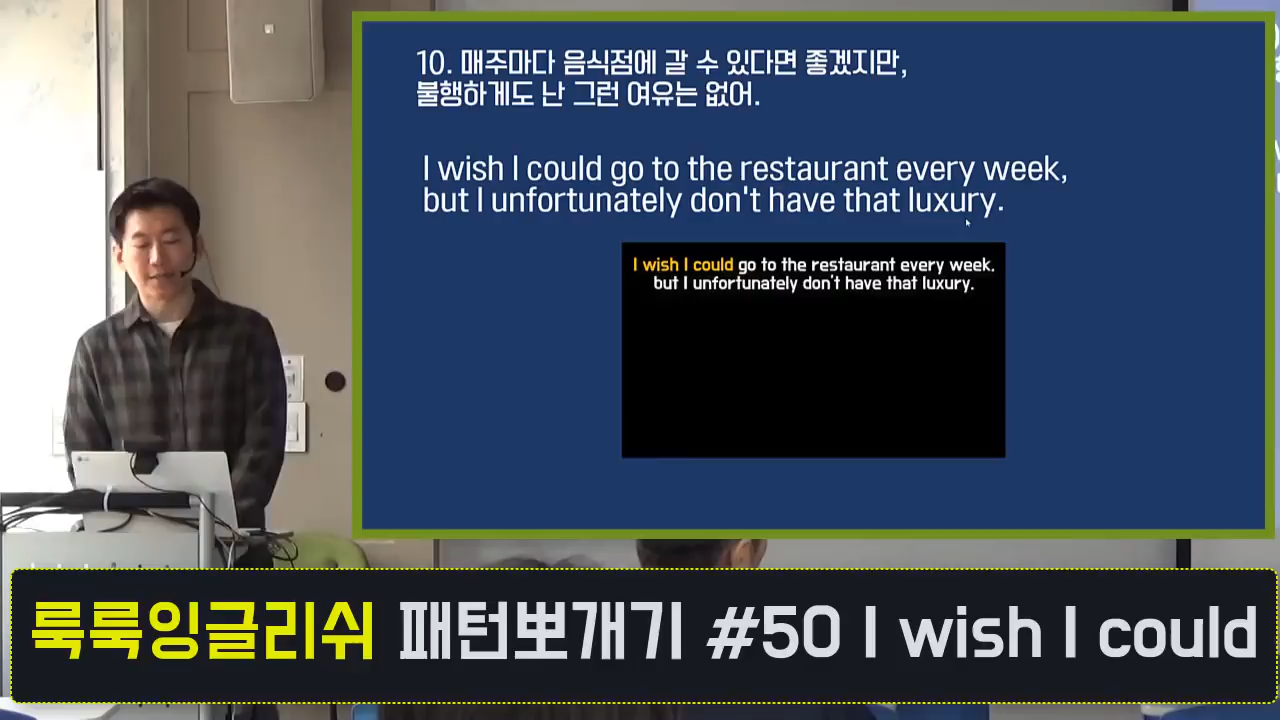 10. 매주마다 음식점에 갈 수 있다면 좋겠지만,
불행하게도 난 그런 여유는 없어.
I wish I could go to the restaurant every week,
but I unfortunately don't have that luxury.
I wish I could go to the restaurant every week.
but I unfortunately don't have that luxury.
룩룩잉글리쉬 패턴뽀개기 #50 I wish I could